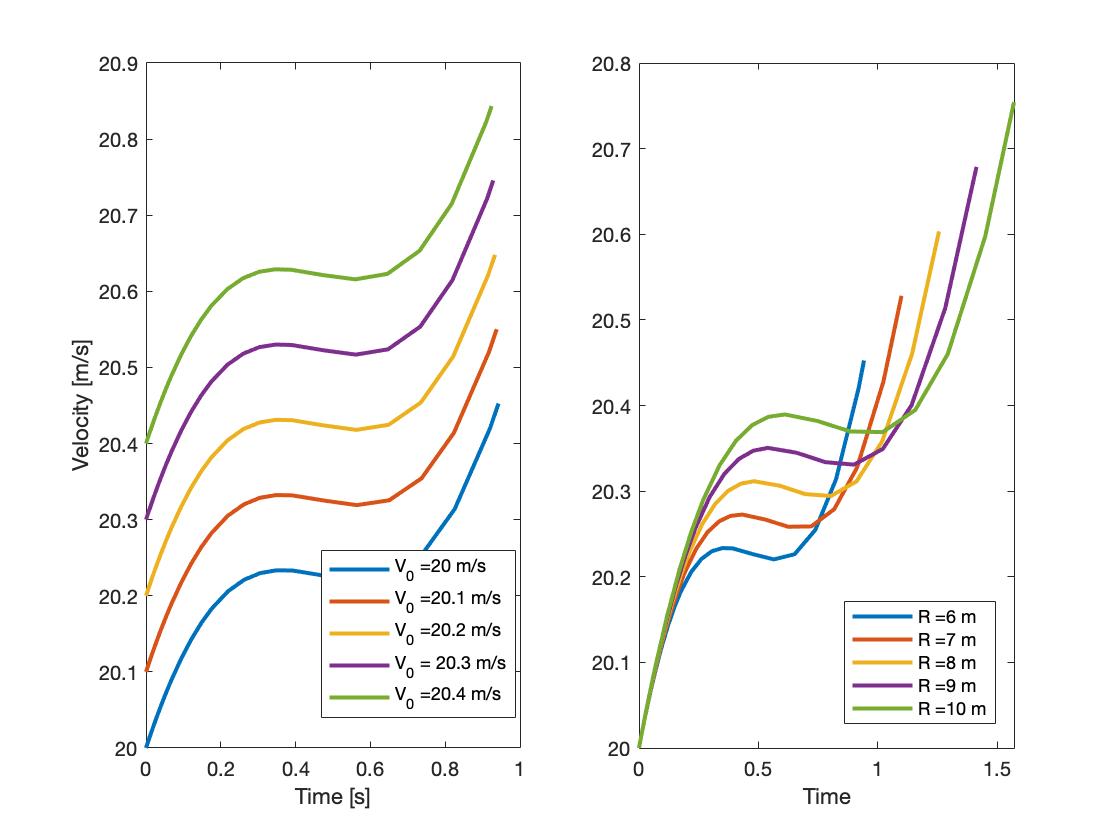 20.9
20.8
20.7
20.6
20.5
20.4
20.3
20.2
20.1
20
0 0.2 0.4 0.6 0.8 1
Velocity [m/s]
Time [s]
V0 =20 m/s
V0 =20.1 m/s
V0 =20.2 m/s
V0 = 20.3 m/s
V0 =20.4 m/s
20.8
20.7
20.6
20.5
20.4
20.3
20.2
20.1
20
0 0.5 1 1.5
Time
R =6 m
R =7 m
R =8 m
R =9 m
R =10 m